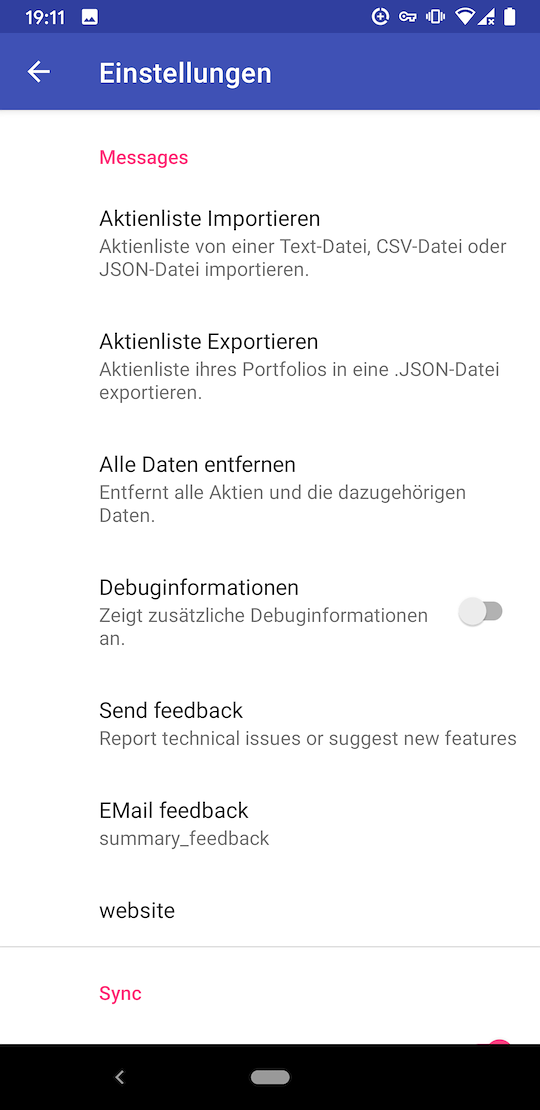 19:11
Einstellungen
Messages
Aktienliste Importieren
Aktienliste von einer Text-Datei, CSV-Datei oder
JSON-Datei importieren.
Aktienliste Exportieren
Aktienliste ihres Portfolios in eine .JSON-Datei
exportieren.
Alle Daten entfernen
Entfernt alle Aktien und die dazugehörigen
Daten.
Debuginformationen
Zeigt zusätzliche Debuginformationen
an.
Send feedback
Report technical issues or suggest new features
EMail feedback
summary_feedback
website
Sync